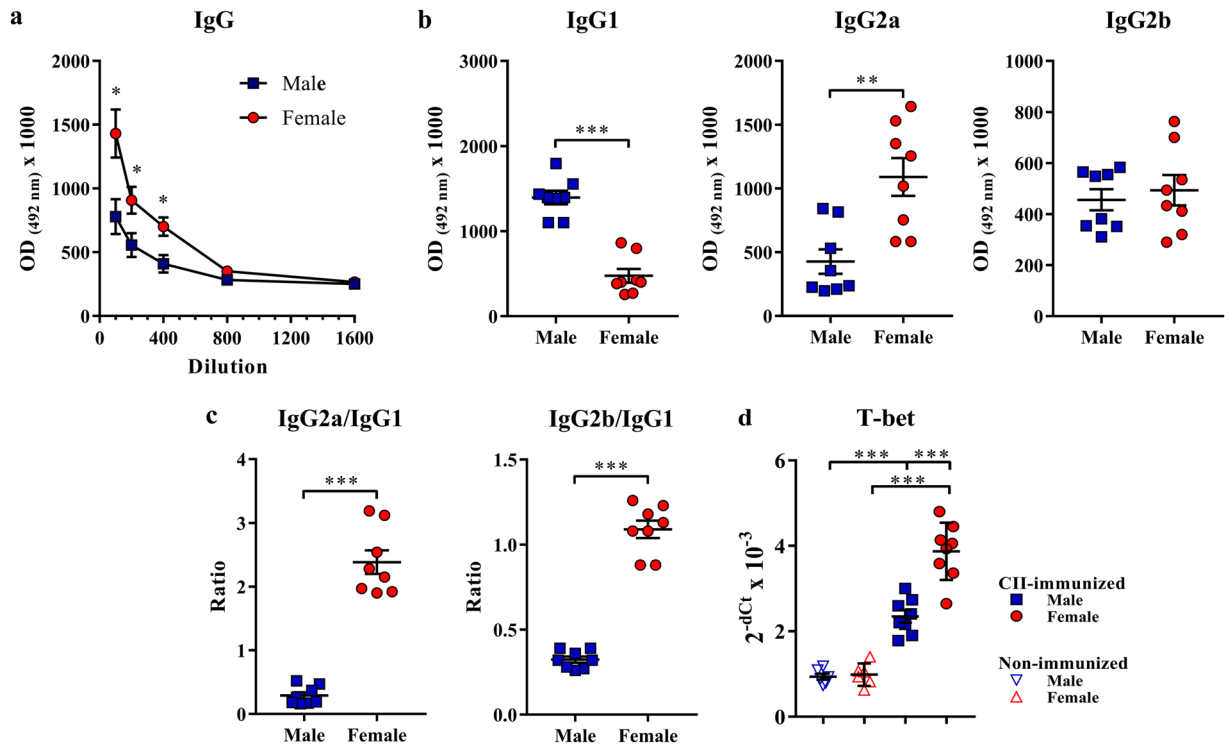 a
IgG
OD (492 nm) x 1000
2000
1500
1000
500
0
0
400
800
1200
1600
Dilution
Male
Female
*
*
*
b
IgG1
OD (492 nm) x 1000
3000
2000
1000
0
***
Male Female
IgG2a
OD (492 nm) x 1000
2000
1500
1000
500
0
**
Male Female
IgG2b
OD (492 nm) x 1000
1000
800
600
400
200
0
Male Female
c
IgG2a/IgG1
Ratio
4
3
2
1
0
***
Male Female
IgG2b/IgG1
Ratio
1.5
1.0
0.5
0.0
***
Male Female
d
T-bet
2^-dCt x 10^-3
6
4
2
0
*** ***
***
CII-immunized
Male
Female
Non-immunized
Male
Female